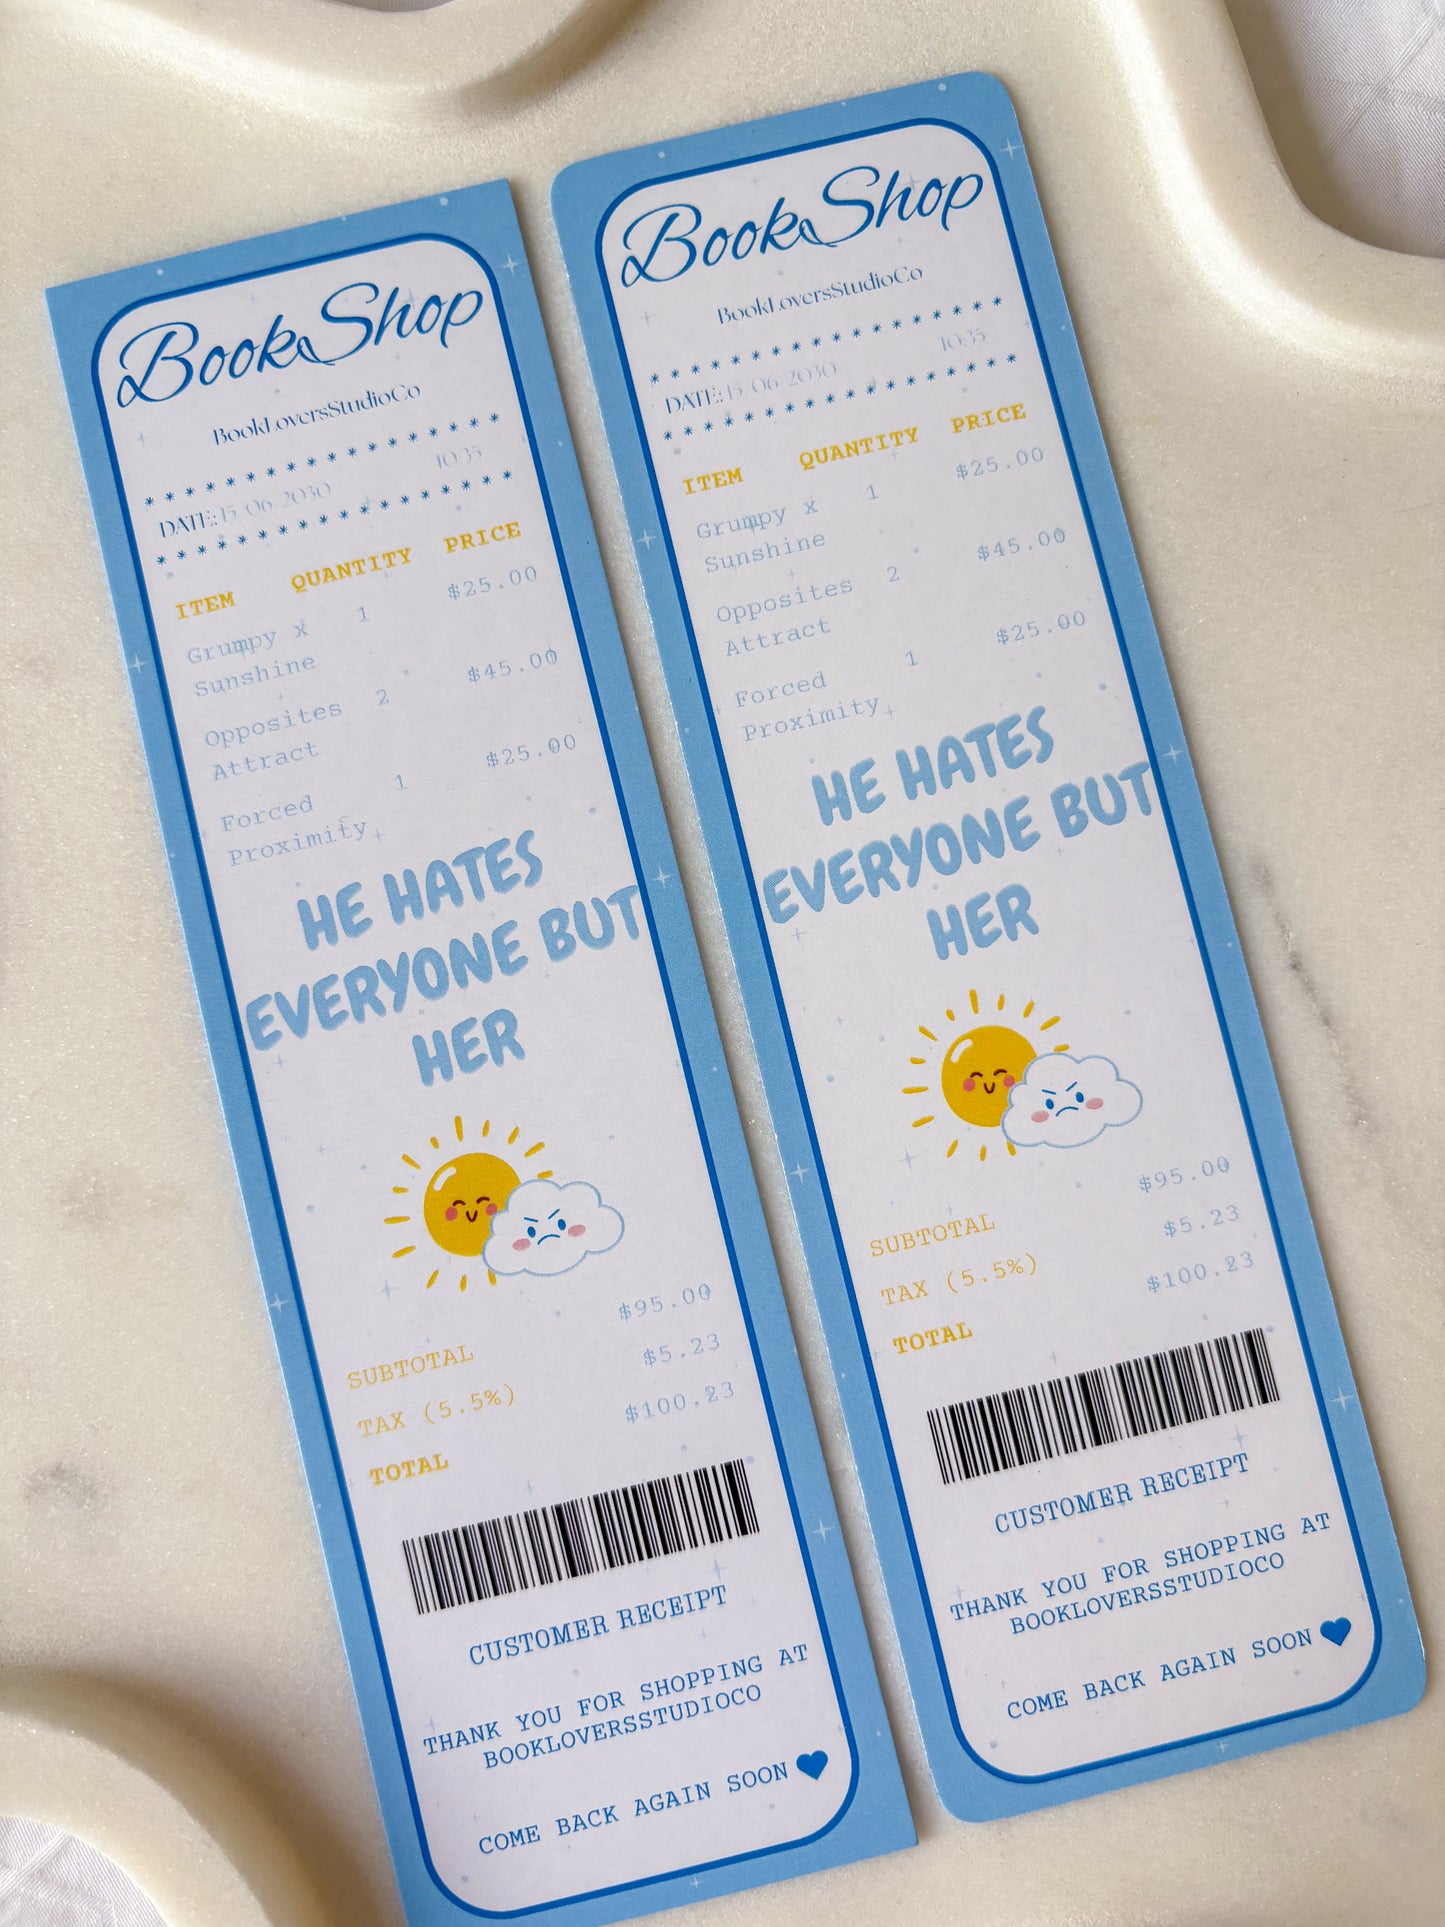 BookShop
BookLoversStudioCo
* * * * * * * * * * * * * * * * * *
DATE: 15-06-2030 10:35
* * * * * * * * * * * * * * * * * *
ITEM QUANTITY PRICE
Grumpy x 1 $25.00
Sunshine
Opposites 2 $45.00
Attract
Forced 1 $25.00
Proximity
HE HATES
EVERYONE BUT
HER
SUBTOTAL $95.00
TAX (5.5%) $5.23
TOTAL $100.23
CUSTOMER RECEIPT
THANK YOU FOR SHOPPING AT
BOOKLOVERSSTUDIOCO
COME BACK AGAIN SOON
BookShop
BookLoversStudioCo
* * * * * * * * * * * * * * * * * *
DATE: 15-06-2030 10:35
* * * * * * * * * * * * * * * * * *
ITEM QUANTITY PRICE
Grumpy x 1 $25.00
Sunshine
Opposites 2 $45.00
Attract
Forced 1 $25.00
Proximity
HE HATES
EVERYONE BUT
HER
SUBTOTAL $95.00
TAX (5.5%) $5.23
TOTAL $100.23
CUSTOMER RECEIPT
THANK YOU FOR SHOPPING AT
BOOKLOVERSSTUDIOCO
COME BACK AGAIN SOON